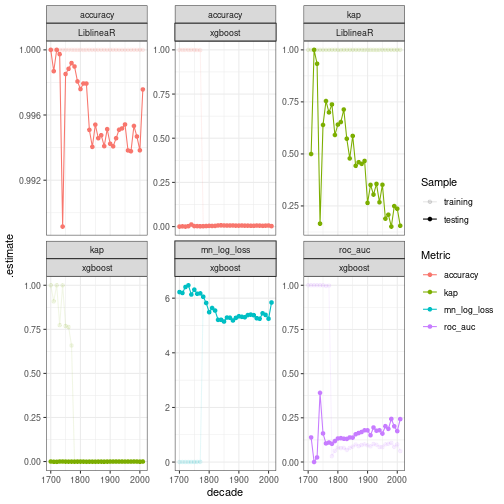 accuracy
accuracy
kap
LiblineaR
xgboost
LiblineaR
1.000
0.996
0.992
1.00
0.75
0.50
0.25
0.00
1.00
0.75
0.50
0.25
kap
mn_log_loss
roc_auc
xgboost
xgboost
xgboost
1.00
0.75
0.50
0.25
0.00
6
4
2
0
1.00
0.75
0.50
0.25
0.00
1700
1800
1900
2000
1700
1800
1900
2000
1700
1800
1900
2000
decade
.estimate
Sample
training
testing
Metric
accuracy
kap
mn_log_loss
roc_auc